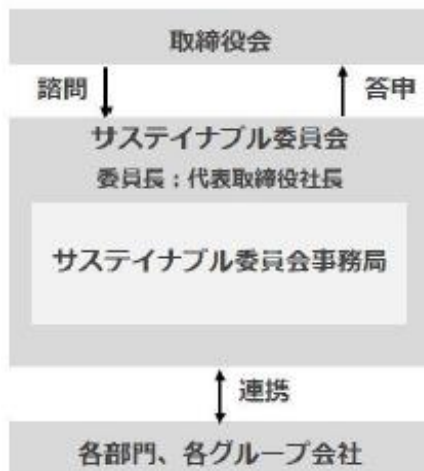 取締役会
諮問
答申
サステイナブル委員会
委員長：代表取締役社長
サステイナブル委員会事務局
連携
各部門、各グループ会社